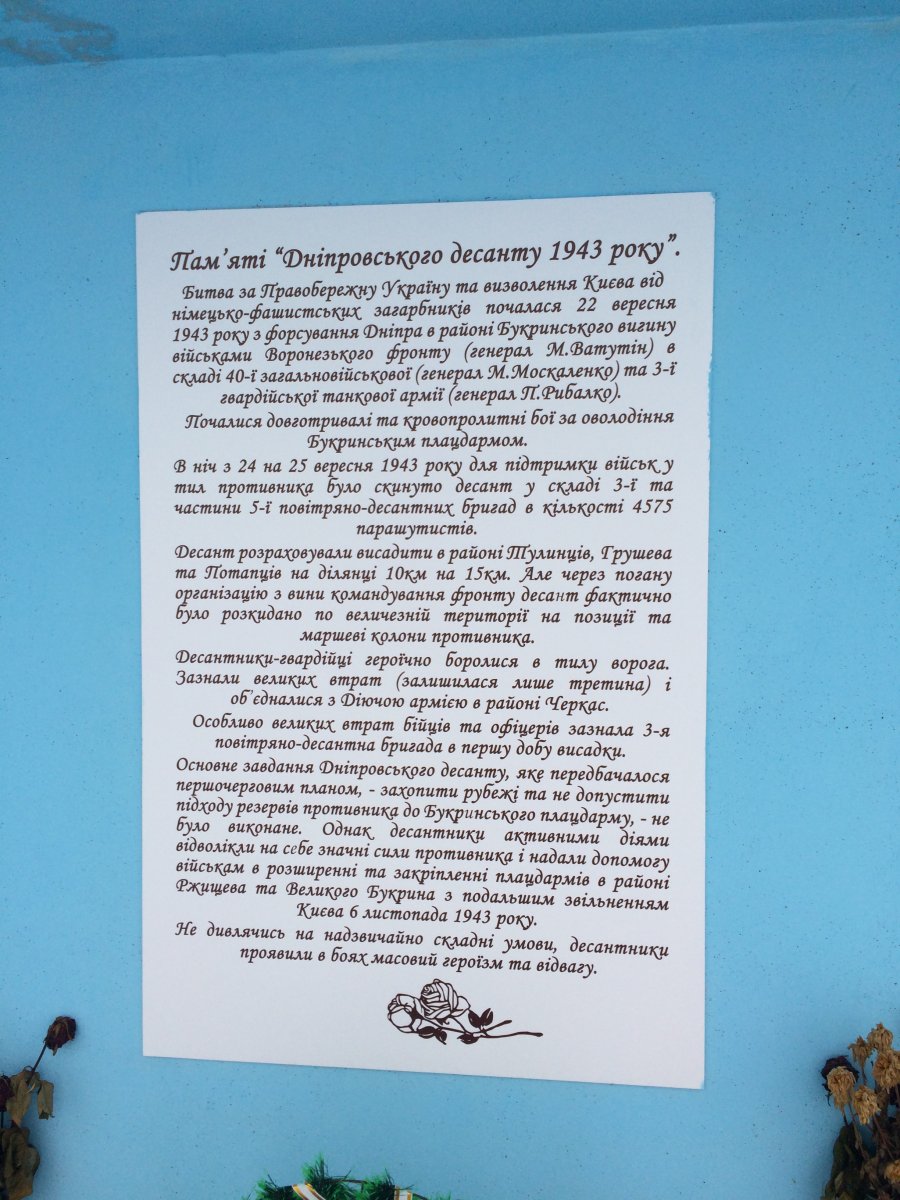 Пам’яті “Дніпровського десанту 1943 року”.
Битва за Правобережну Україну та визволення Києва від
німецько-фашистських загарбників почалася 22 вересня
1943 року з форсування Дніпра в районі Букринського вигину
військами Воронезького фронту (генерал М.Ватутін) в
складі 40-ї загальновійськової (генерал М.Москаленко) та 3-ї
гвардійської танкової армії (генерал П.Рибалко).
Почалися довготривалі та кровопролитні бої за оволодіння
Букринським плацдармом.
В ніч з 24 на 25 вересня 1943 року для підтримки військ у
тил противника було скинуто десант у складі 3-ї та
частини 5-ї повітряно-десантних бригад в кількості 4575
парашутистів.
Десант розраховували висадити в районі Тулинців, Грушева
та Потапців на ділянці 10км на 15км. Але через погану
організацію з вини командування фронту десант фактично
було розкидано по величезній території на позиції та
маршеві колони противника.
Десантники-гвардійці героїчно боролися в тилу ворога.
Зазнали великих втрат (залишилася лише третина) і
об’єдналися з Діючою армією в районі Черкас.
Особливо великих втрат бійців та офіцерів зазнала 3-я
повітряно-десантна бригада в першу добу висадки.
Основне завдання Дніпровського десанту, яке передбачалося
першочерговим планом, - захопити рубежі та не допустити
підходу резервів противника до Букринського плацдарму, - не
було виконане. Однак десантники активними діями
відволікли на себе значні сили противника і надали допомогу
військам в розширенні та закріпленні плацдармів в районі
Ржищева та Великого Букрина з подальшим звільненням
Києва 6 листопада 1943 року.
Не дивлячись на надзвичайно складні умови, десантники
проявили в боях масовий героїзм та відвагу.